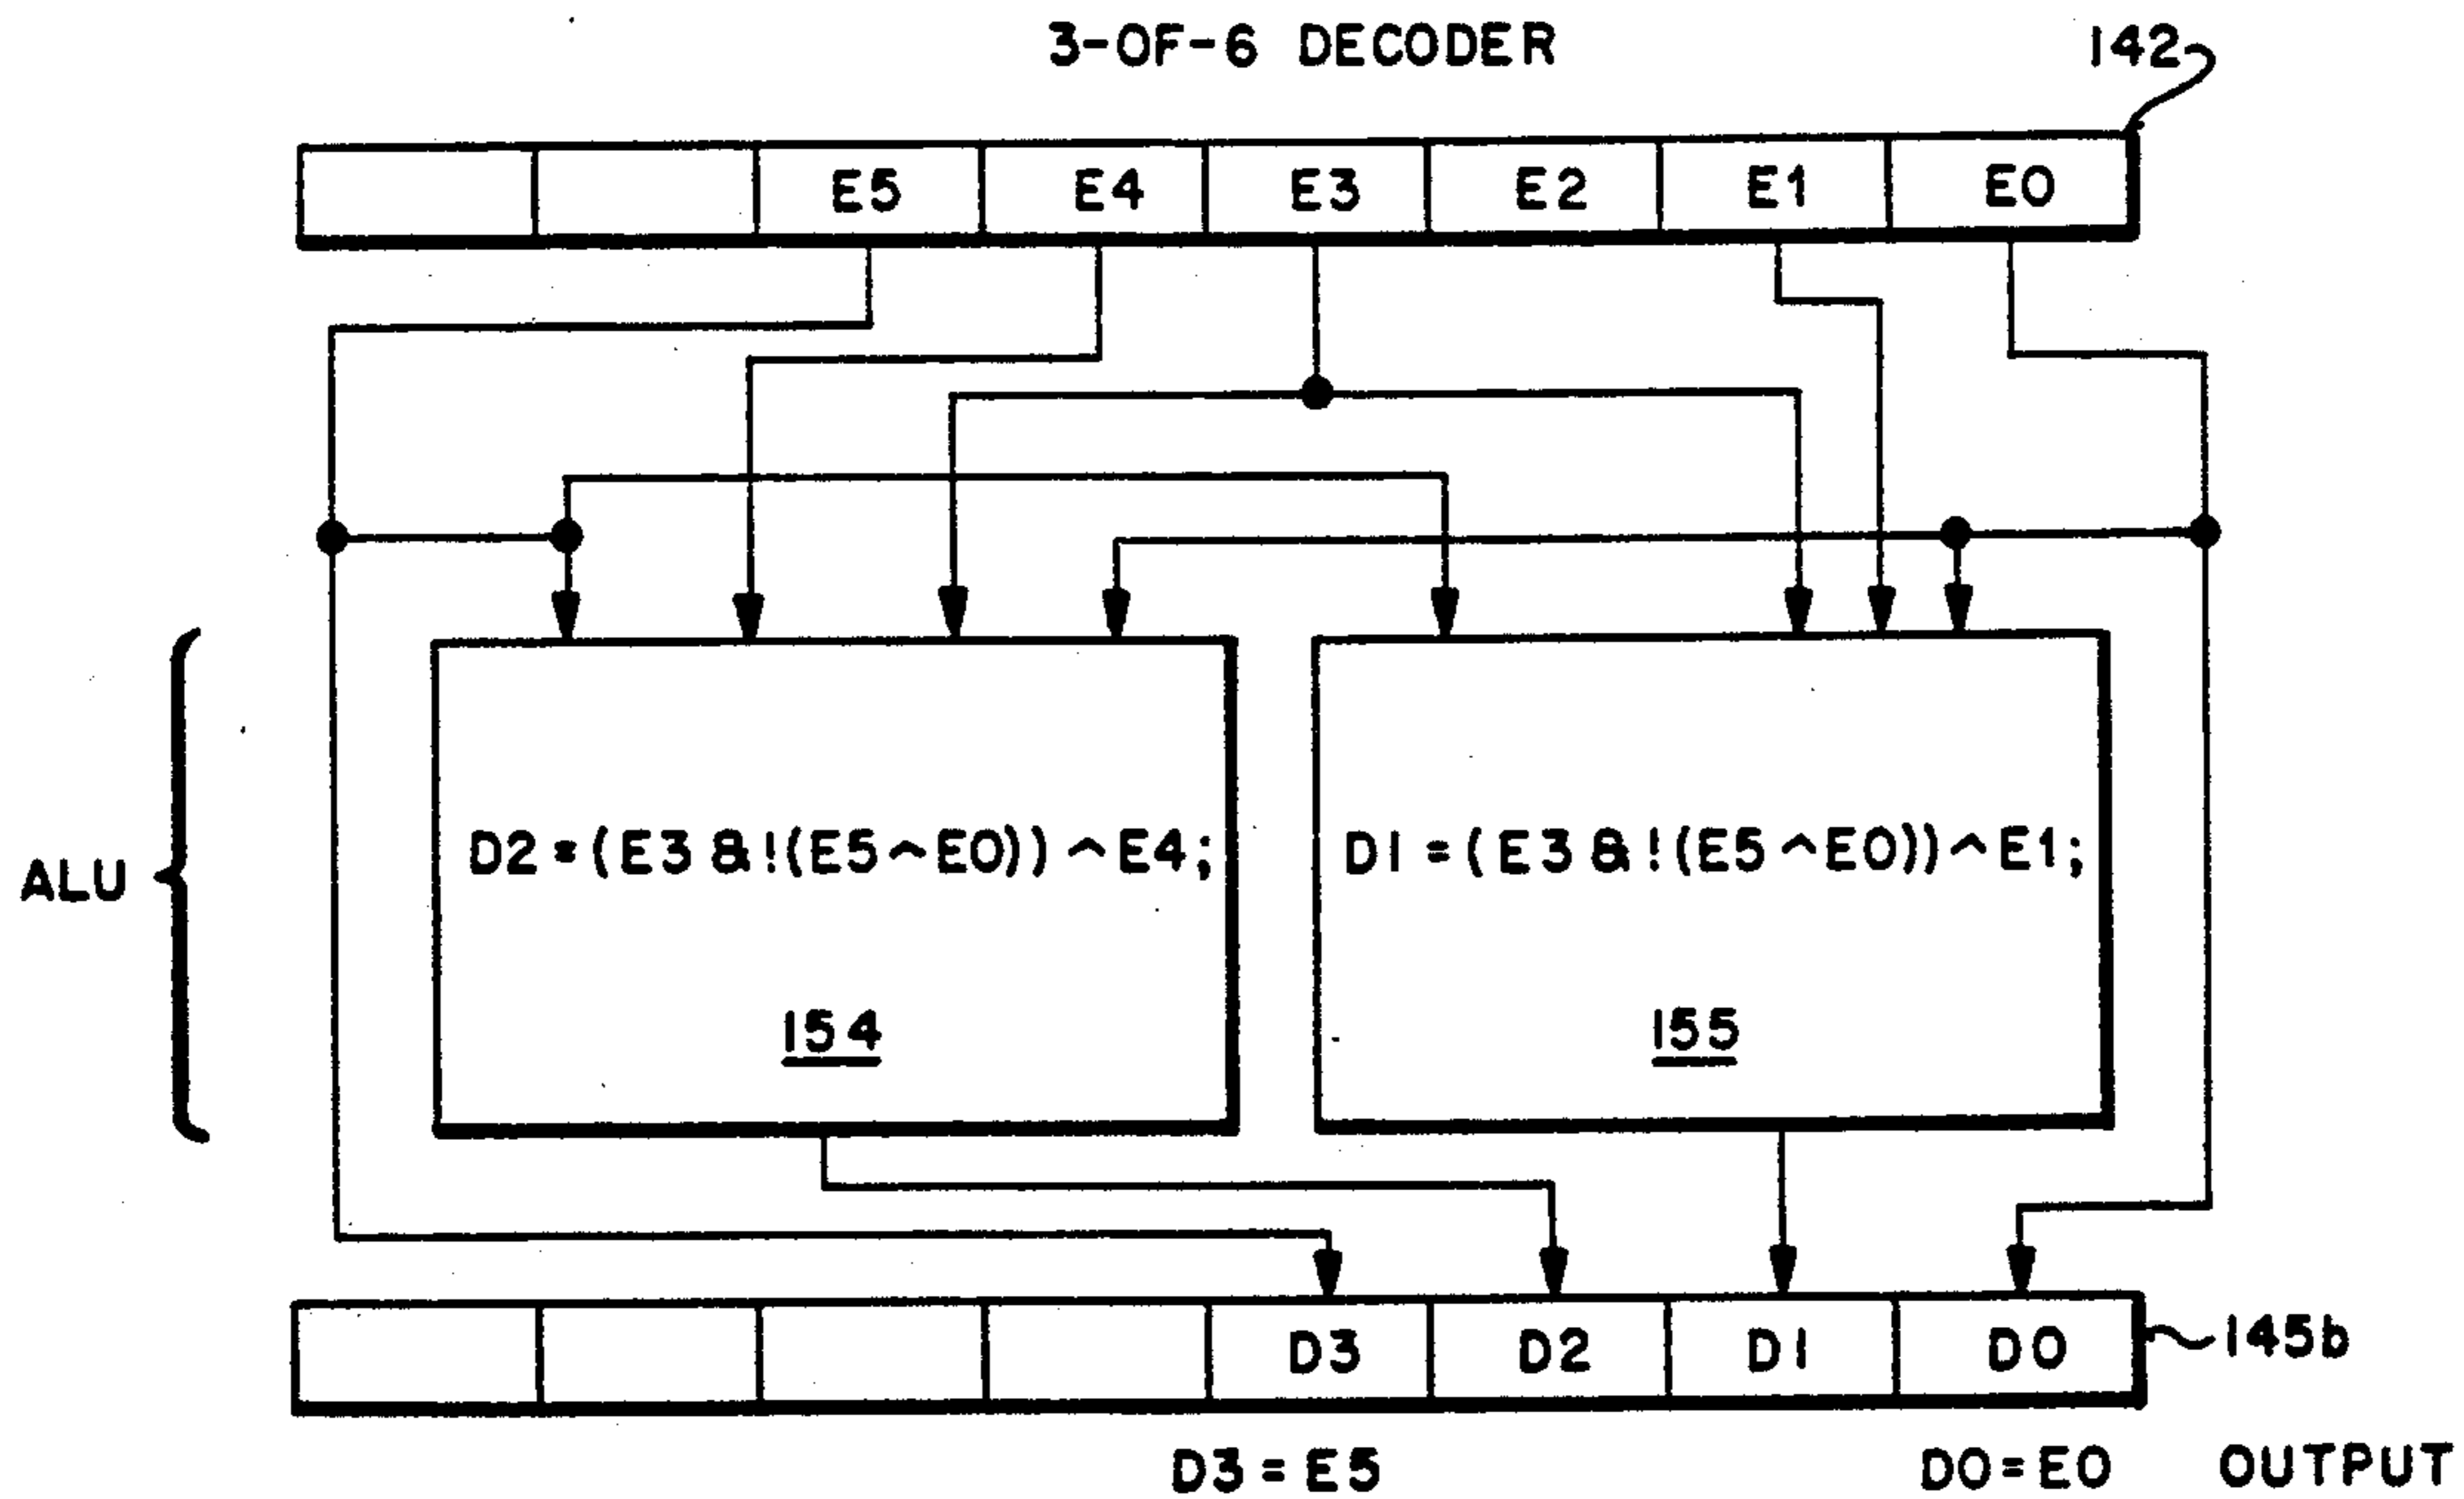 3-OF-6 DECODER
142
E5 E4 E3 E2 E1 E0
ALU
D2=(E3&!(E5^E0))^E4;
D1=(E3&!(E5^E0))^E1;
154
155
D3 D2 D1 D0
145b
D3=E5
D0=E0
OUTPUT